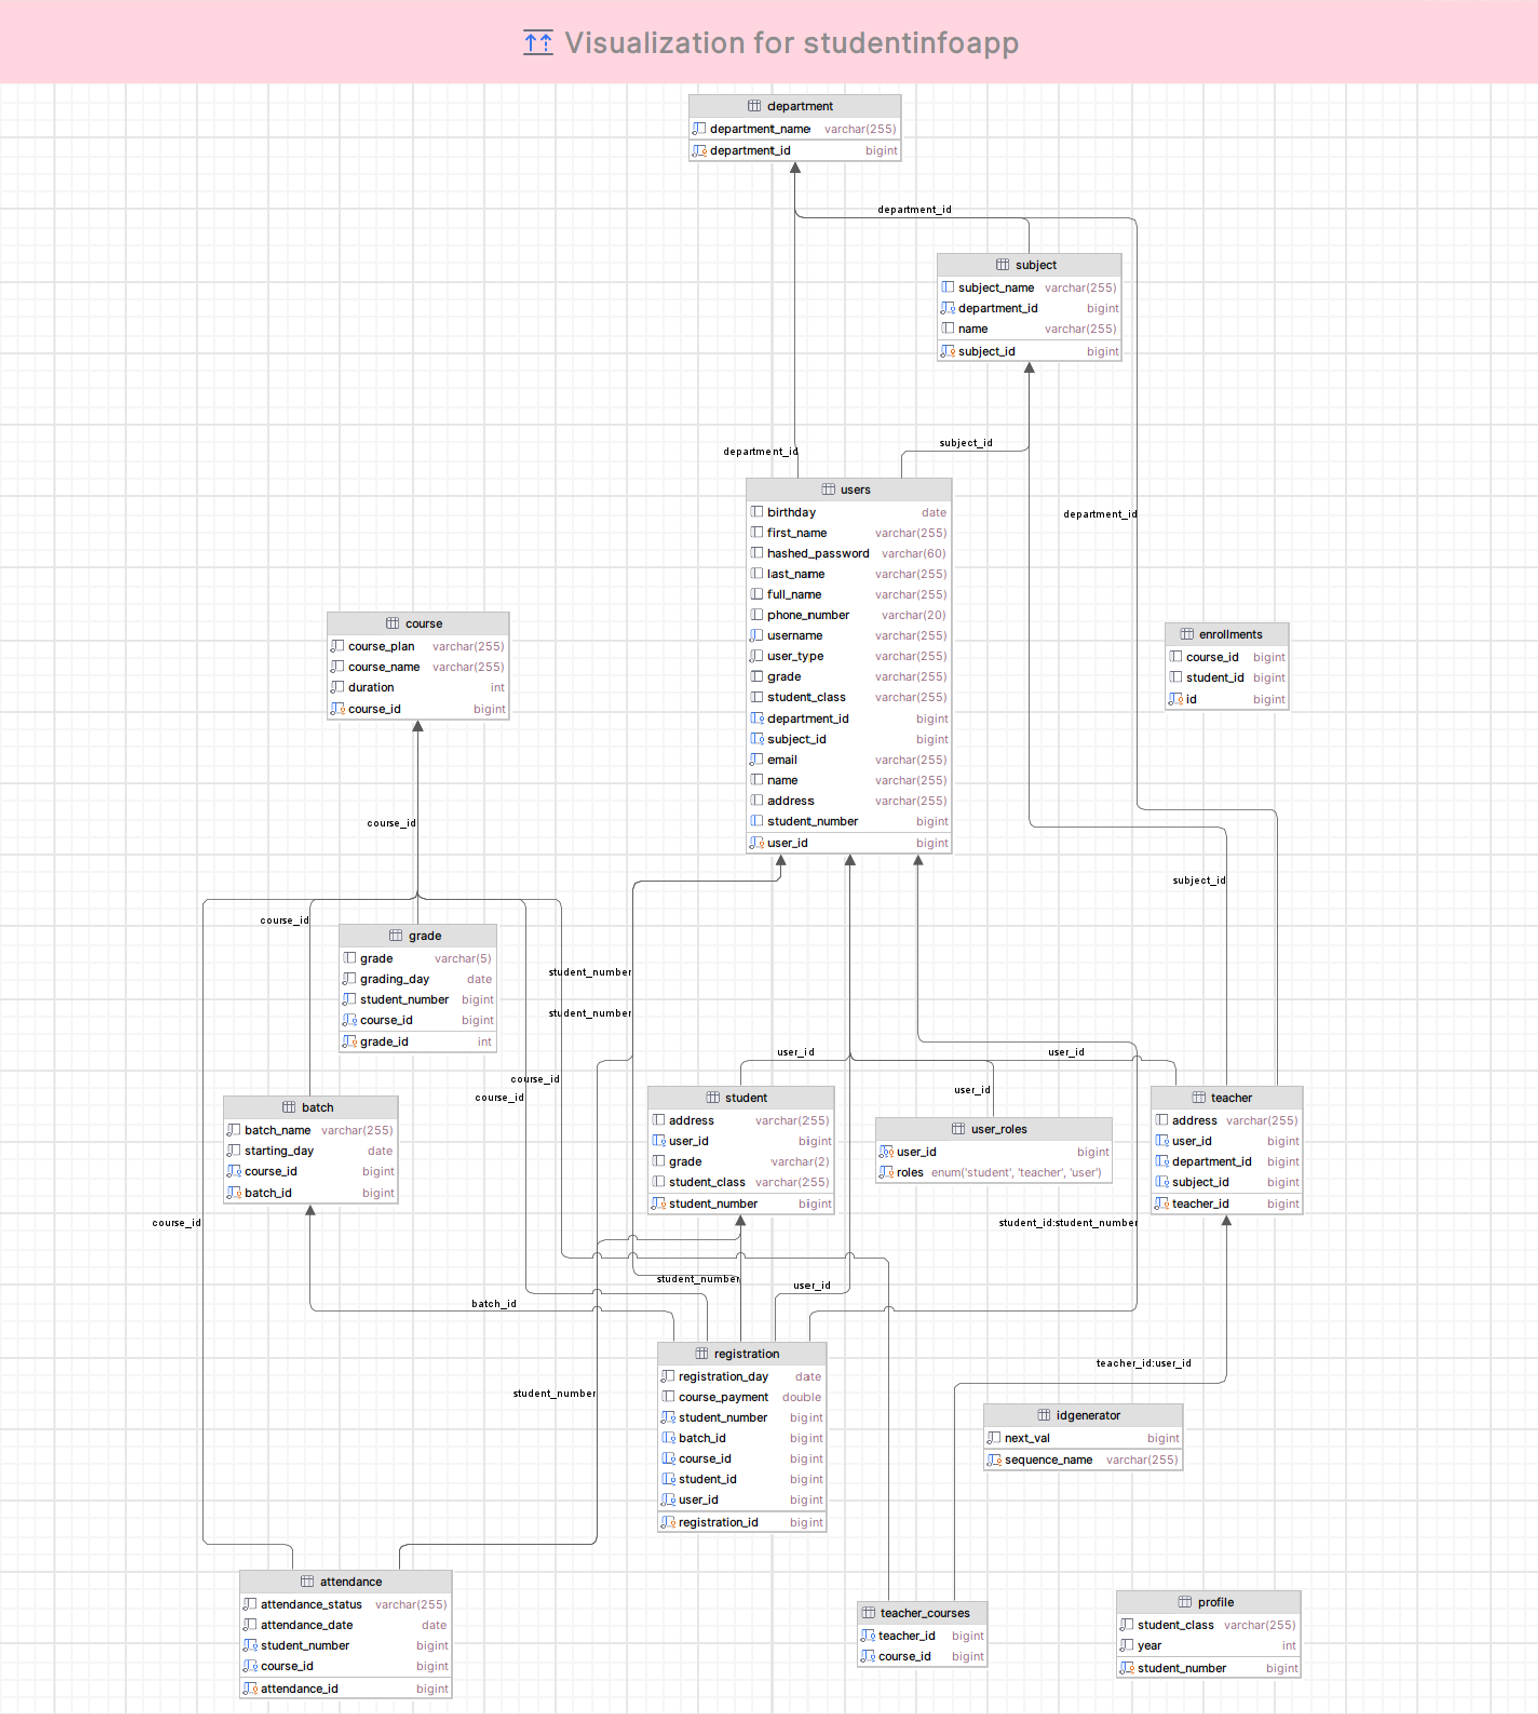 Visualization for studentinfoapp
department
department_name varchar(255)
department_id bigint
department_id
subject
subject_name varchar(255)
department_id bigint
name varchar(255)
subject_id bigint
subject_id
department_id
department_id
users
birthday date
first_name varchar(255)
hashed_password varchar(60)
last_name varchar(255)
full_name varchar(255)
phone_number varchar(20)
username varchar(255)
user_type varchar(255)
grade varchar(255)
student_class varchar(255)
department_id bigint
subject_id bigint
email varchar(255)
name varchar(255)
address varchar(255)
student_number bigint
user_id bigint
course
course_plan varchar(255)
course_name varchar(255)
duration int
course_id bigint
enrollments
course_id bigint
student_id bigint
id bigint
course_id
subject_id
course_id
grade
grade varchar(5)
grading_day date
student_number bigint
course_id bigint
grade_id int
student_number
student_number
user_id
user_id
course_id
course_id
user_id
batch
batch_name varchar(255)
starting_day date
course_id bigint
batch_id bigint
student
address varchar(255)
user_id bigint
grade varchar(2)
student_class varchar(255)
student_number bigint
user_roles
user_id bigint
roles enum('student', 'teacher', 'user')
teacher
address varchar(255)
user_id bigint
department_id bigint
subject_id bigint
teacher_id bigint
course_id
student_id:student_number
student_number
user_id
batch_id
registration
registration_day date
course_payment double
student_number bigint
batch_id bigint
course_id bigint
student_id bigint
user_id bigint
registration_id bigint
teacher_id:user_id
student_number
idgenerator
next_val bigint
sequence_name varchar(255)
attendance
attendance_status varchar(255)
attendance_date date
student_number bigint
course_id bigint
attendance_id bigint
teacher_courses
teacher_id bigint
course_id bigint
profile
student_class varchar(255)
year int
student_number bigint